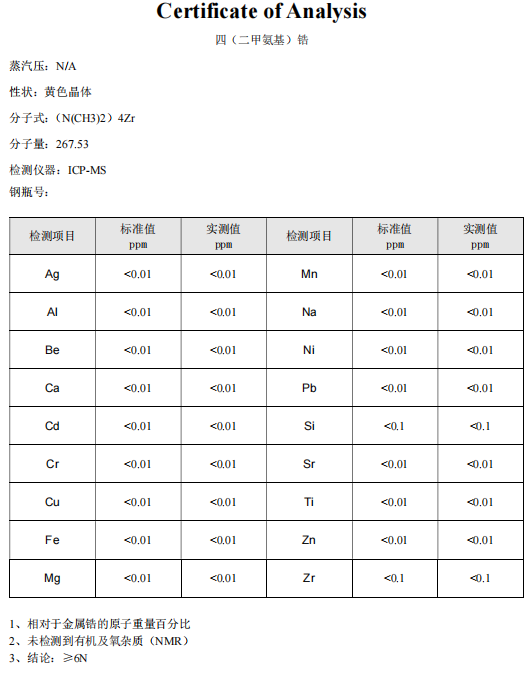 Certificate of Analysis
四（二甲氨基）锆
蒸汽压：N/A
性状：黄色晶体
分子式：（N(CH3)2）4Zr
分子量：267.53
检测仪器：ICP-MS
钢瓶号：
检测项目 标准值 ppm 实测值 ppm 检测项目 标准值 ppm 实测值 ppm
Ag <0.01 <0.01 Mn <0.01 <0.01
Al <0.01 <0.01 Na <0.01 <0.01
Be <0.01 <0.01 Ni <0.01 <0.01
Ca <0.01 <0.01 Pb <0.01 <0.01
Cd <0.01 <0.01 Si <0.1 <0.1
Cr <0.01 <0.01 Sr <0.01 <0.01
Cu <0.01 <0.01 Ti <0.01 <0.01
Fe <0.01 <0.01 Zn <0.01 <0.01
Mg <0.01 <0.01 Zr <0.1 <0.1
1、相对于金属锆的原子重量百分比
2、未检测到有机及氧杂质（NMR）
3、结论：≥6N